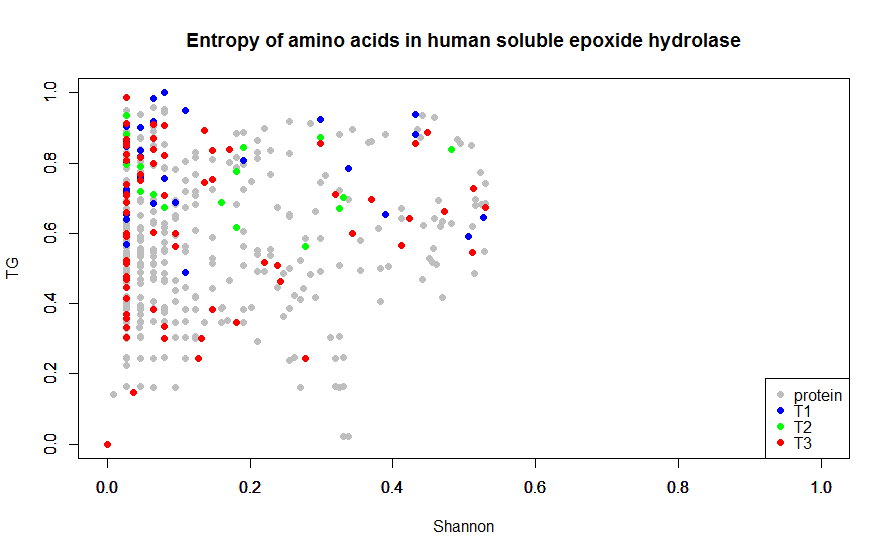 Entropy of amino acids in human soluble epoxide hydrolase
TG
1.0
0.8
0.6
0.4
0.2
0.0
protein
T1
T2
T3
0.0 0.2 0.4 0.6 0.8 1.0
Shannon